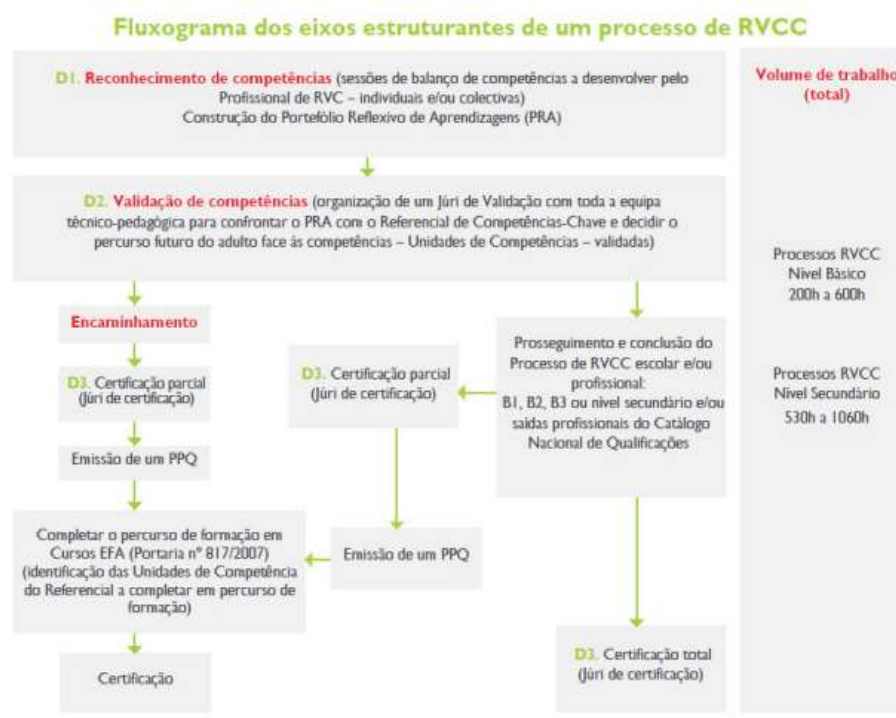 Fluxograma dos eixos estruturantes de um processo de RVCC
D1. Reconhecimento de competências (sessões de balanço de competências a desenvolver pelo
Profissional de RVC – individuais e/ou colectivas)
Construção do Portefólio Reflexivo de Aprendizagens (PRA)
D2. Validação de competências (organização de um Júri de Validação com toda a equipa
técnico-pedagógica para confrontar o PRA com o Referencial de Competências-Chave e decidir o
percurso futuro do adulto face às competências – Unidades de Competências – validadas)
Encaminhamento
D3. Certificação parcial
(Júri de certificação)
Emissão de um PPQ
Completar o percurso de formação em
Cursos EFA (Portaria nº 817/2007)
(identificação das Unidades de Competência
do Referencial a completar em percurso de
formação)
Certificação
D3. Certificação parcial
(Júri de certificação)
Emissão de um PPQ
Prosseguimento e conclusão do
Processo de RVCC escolar e/ou
profissional:
B1, B2, B3 ou nível secundário e/ou
saídas profissionais do Catálogo
Nacional de Qualificações
D3. Certificação total
(Júri de certificação)
Volume de trabalho
(total)
Processos RVCC
Nível Básico
200h a 600h
Processos RVCC
Nível Secundário
530h a 1060h